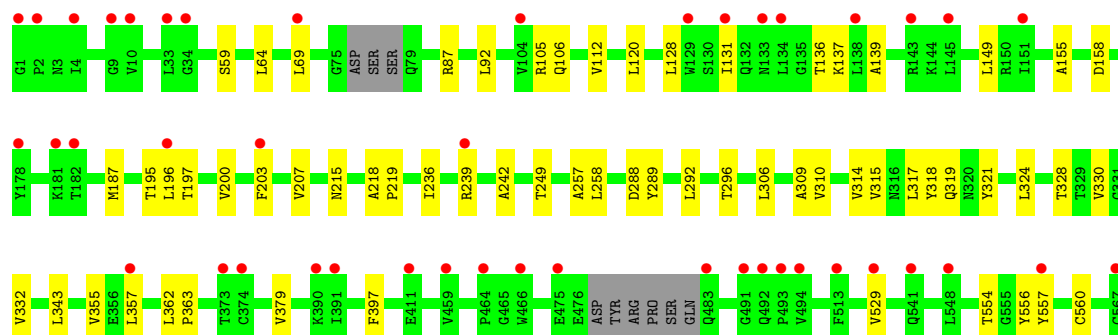 G1 P2 N3 I4 G9 V10 L33 G34 S59 L64 L69 G75 ASP SER SER Q79 R87 L92 V104 R105 Q106 V112 L120 L128 W129 S130 I131 Q132 N133 L134 G135 T136 K137 L138 A139 R143 K144 L145 L149 R150 I151 A155 D158
Y178 K181 T182 M187 T195 L196 T197 V200 F203 V207 N215 A218 P219 I236 R239 A242 T249 A257 L258 D288 Y289 L292 T296 L306 A309 V310 V314 V315 N316 L317 Y318 Q319 N320 Y321 L324 T328 T329 V330
V332 L343 V355 E356 L357 L362 P363 T373 C374 V379 K390 I391 F397 E411 V459 P464 G465 W466 E475 E476 ASP TYR ARG PRO SER GLN Q483 G491 Q492 P493 V494 F513 V529 Q541 L548 T554 G555 Y556 Y557 C560